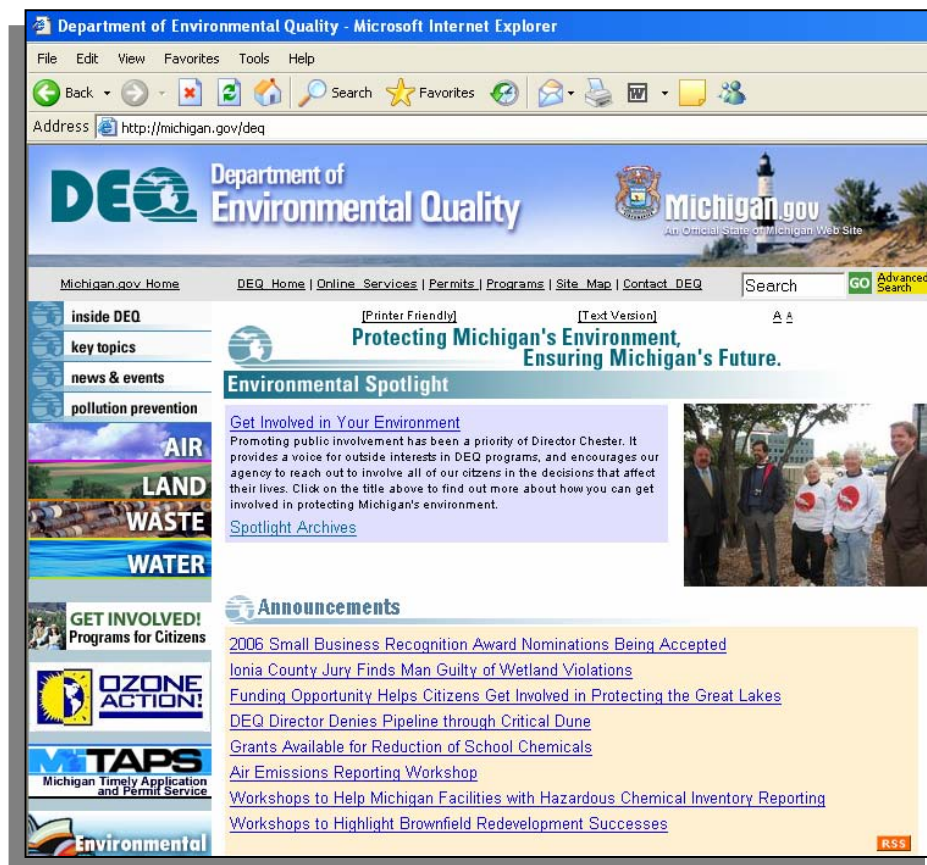 Department of Environmental Quality - Microsoft Internet Explorer
File Edit View Favorites Tools Help
Back Search Favorites
Address http://michigan.gov/deq
DEQ Department of
Environmental Quality
Michigan.gov
An Official State of Michigan Web Site
Michigan.gov Home DEQ Home | Online Services | Permits | Programs | Site Map | Contact DEQ Search GO Advanced
Search
inside DEQ
key topics
news & events
pollution prevention
AIR
LAND
WASTE
WATER
GET INVOLVED!
Programs for Citizens
OZONE
ACTION!
MiTAPS
Michigan Timely Application
and Permit Service
Environmental
[Printer Friendly] [Text Version] A A
Protecting Michigan's Environment,
Ensuring Michigan's Future.
Environmental Spotlight
Get Involved in Your Environment
Promoting public involvement has been a priority of Director Chester. It
provides a voice for outside interests in DEQ programs, and encourages our
agency to reach out to involve all of our citzens in the decisions that affect
their lives. Click on the title above to find out more about how you can get
involved in protecting Michigan's environment.
Spotlight Archives
Announcements
2006 Small Business Recognition Award Nominations Being Accepted
Ionia County Jury Finds Man Guilty of Wetland Violations
Funding Opportunity Helps Citizens Get Involved in Protecting the Great Lakes
DEQ Director Denies Pipeline through Critical Dune
Grants Available for Reduction of School Chemicals
Air Emissions Reporting Workshop
Workshops to Help Michigan Facilities with Hazardous Chemical Inventory Reporting
Workshops to Highlight Brownfield Redevelopment Successes
RSS